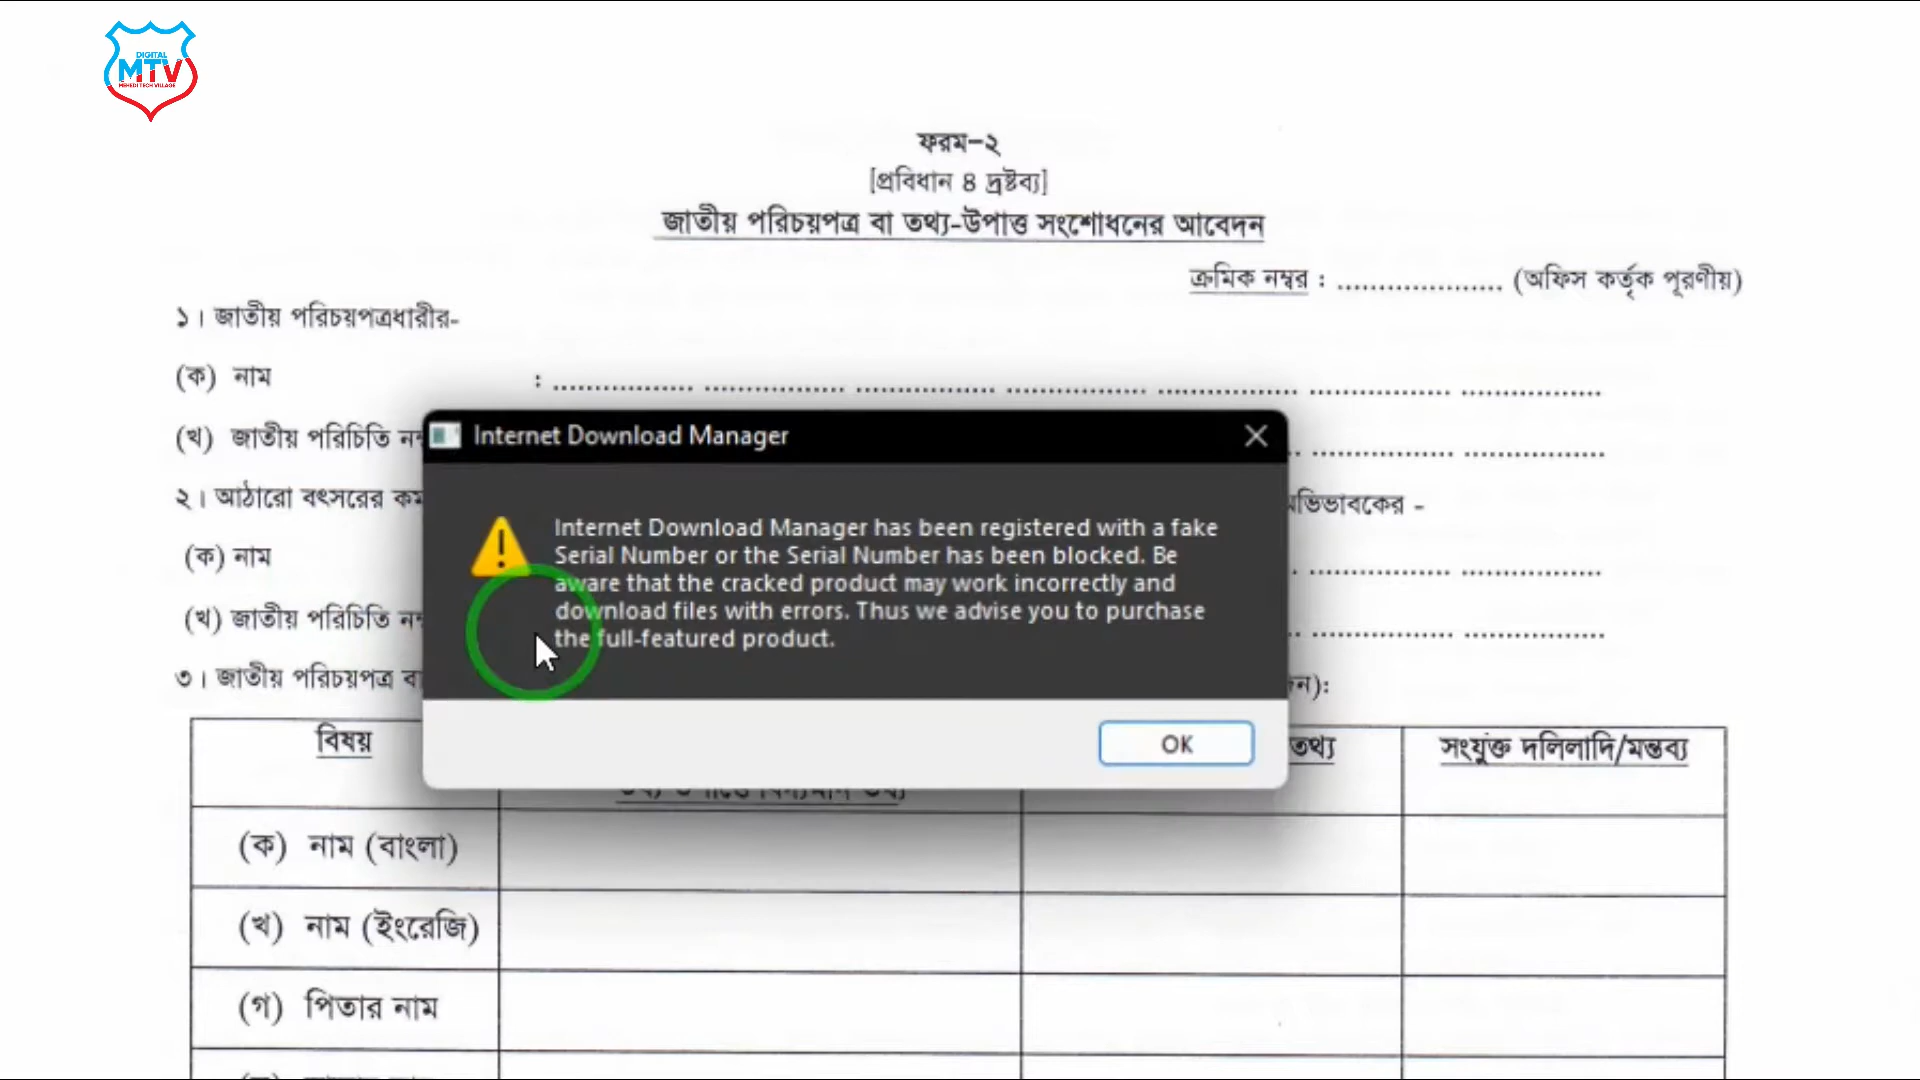 DIGITAL
MTV
MEHEDI TECH VILLAGE
ফরম-২
[প্রবিধান ৪ দ্রষ্টব্য]
জাতীয় পরিচয়পত্র বা তথ্য-উপাত্ত সংশোধনের আবেদন
ক্রমিক নম্বর : .................... (অফিস কর্তৃক পূরণীয়)
১। জাতীয় পরিচয়পত্রধারীর-
(ক) নাম : ................. ................. ................. ................. ................. ................. .................
(খ) জাতীয় পরিচিতি
Internet Download Manager
২। আঠারো বৎসরের
অভিভাবকের -
Internet Download Manager has been registered with a fake
Serial Number or the Serial Number has been blocked. Be
aware that the cracked product may work incorrectly and
download files with errors. Thus we advise you to purchase
the full-featured product.
(ক) নাম
(খ) জাতীয় পরিচিতি
৩। জাতীয় পরিচয়পত্র
OK
বিষয়
তথ্য
সংযুক্ত দলিলাদি/মন্তব্য
(ক) নাম (বাংলা)
(খ) নাম (ইংরেজি)
(গ) পিতার নাম